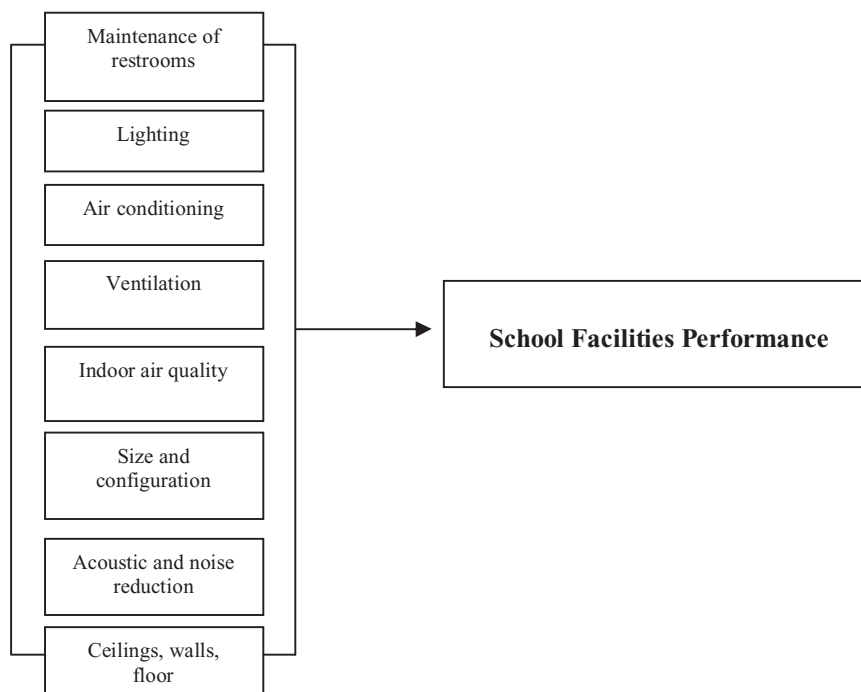 Maintenance of
restrooms
Lighting
Air conditioning
Ventilation
Indoor air quality
Size and
configuration
Acoustic and noise
reduction
Ceilings, walls,
floor
School Facilities Performance